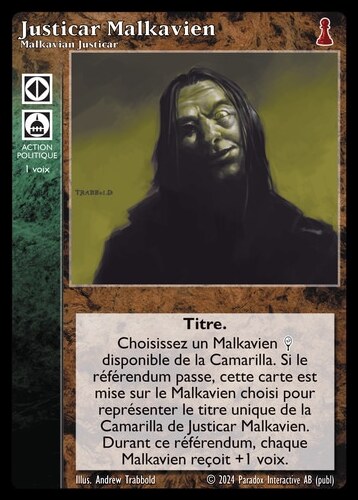 Justicar Malkavien
Malkavian Justicar
ACTION
POLITIQUE
1 voix
TRABBOLD
Titre.
Choisissez un Malkavien
disponible de la Camarilla. Si le
référendum passe, cette carte est
mise sur le Malkavien choisi pour
représenter le titre unique de la
Camarilla de Justicar Malkavien.
Durant ce référendum, chaque
Malkavien reçoit +1 voix.
Illus. Andrew Trabbold
© 2024 Paradox Interactive AB (publ)